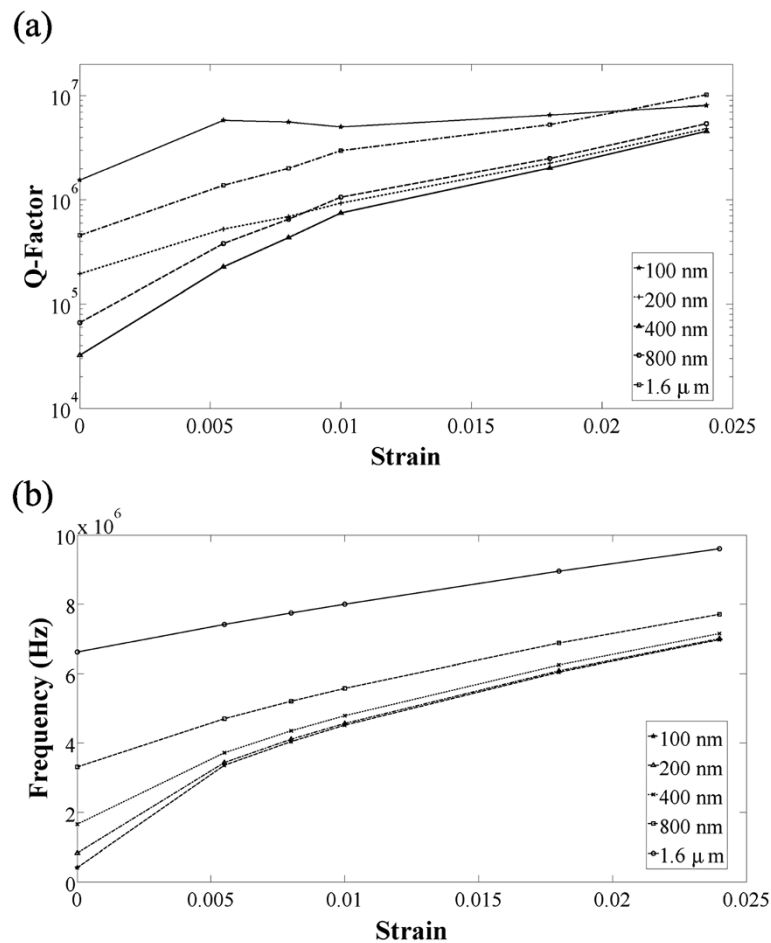 (a)
10^7
10^6
10^5
10^4
Q-Factor
0 0.005 0.01 0.015 0.02 0.025
Strain
100 nm
200 nm
400 nm
800 nm
1.6 μ m
(b)
x 10^6
10
8
6
4
2
0
Frequency (Hz)
0 0.005 0.01 0.015 0.02 0.025
Strain
100 nm
200 nm
400 nm
800 nm
1.6 μ m